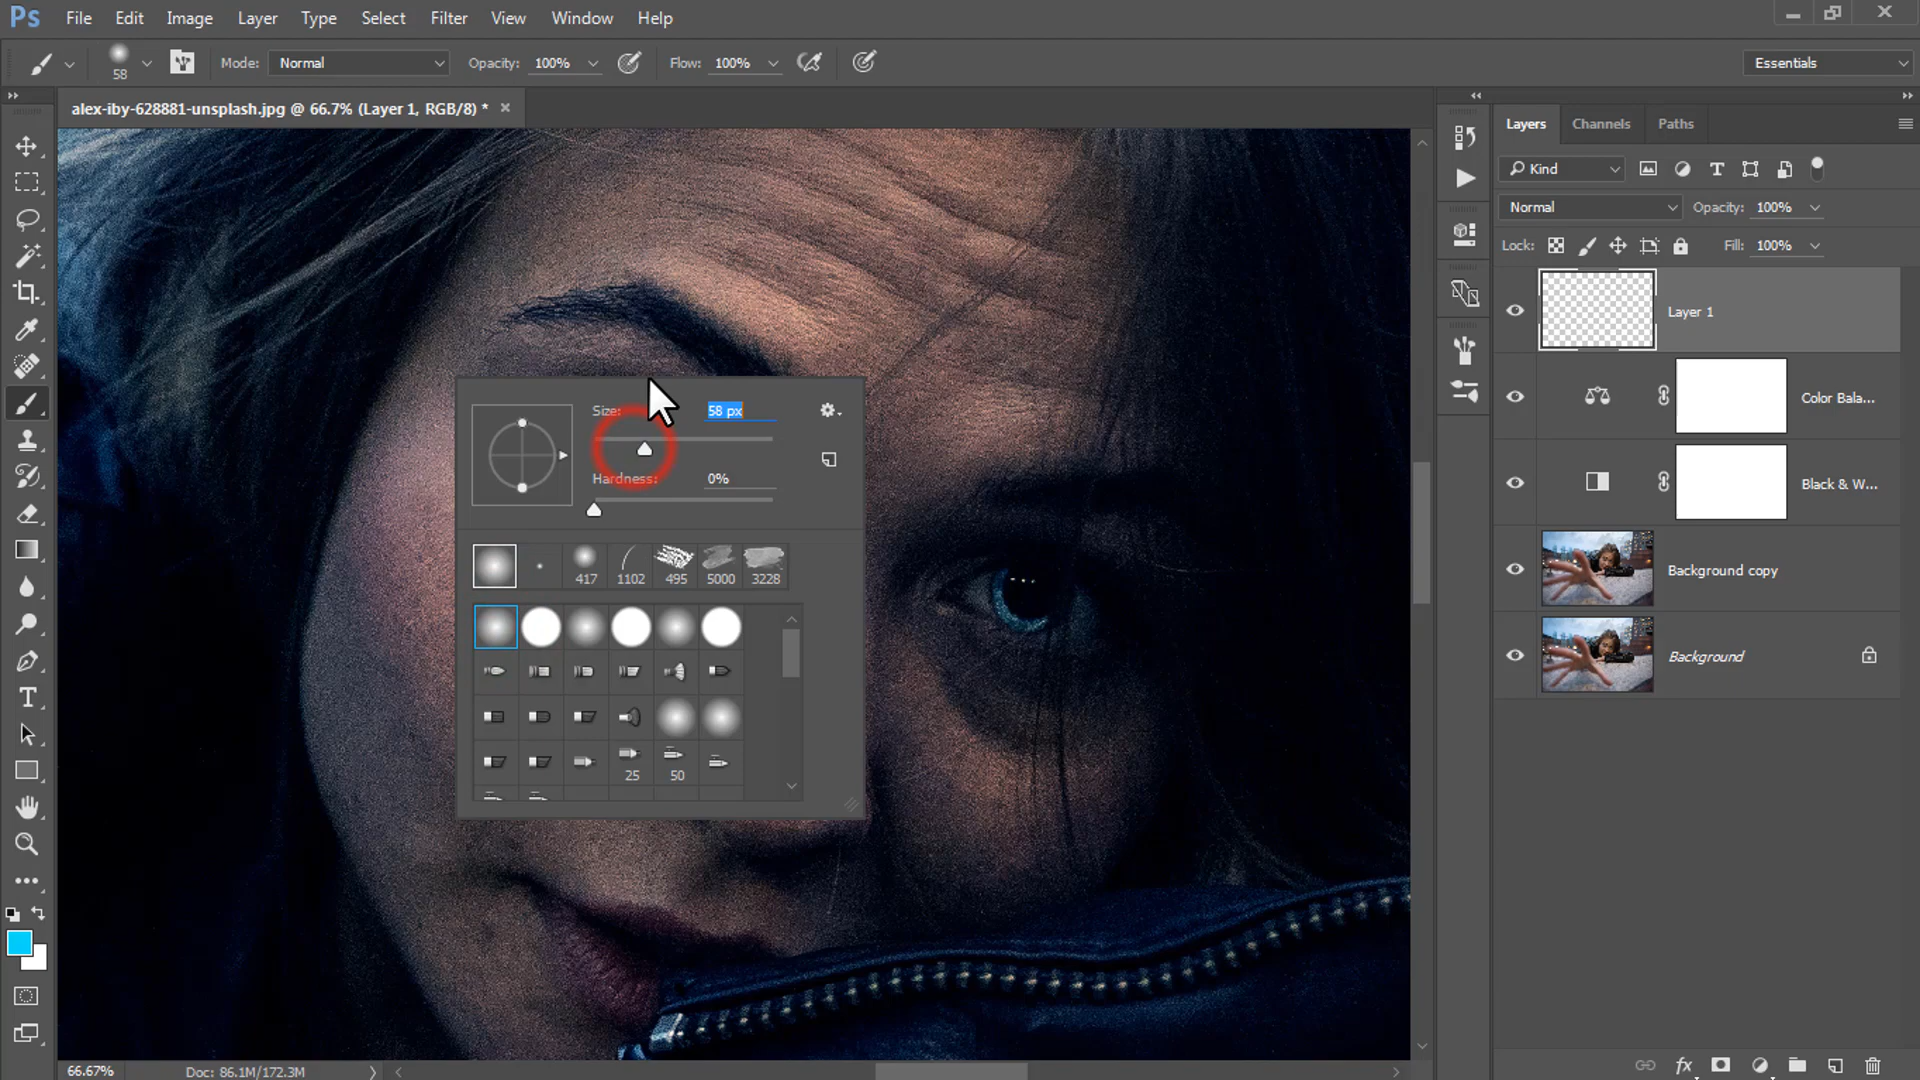 Ps File Edit Image Layer Type Select Filter View Window Help
58 Mode: Normal Opacity: 100% Flow: 100% Essentials
alex-iby-628881-unsplash.jpg @ 66.7% (Layer 1, RGB/8) * ×
Layers Channels Paths
Kind
Normal Opacity: 100%
Lock: Fill: 100%
Layer 1
Color Bala...
Black & W...
Background copy
Background
Size: 58 px
Hardness: 0%
417 1102 495 5000 3228
25 50
66.67% Doc: 86.1M/172.3M